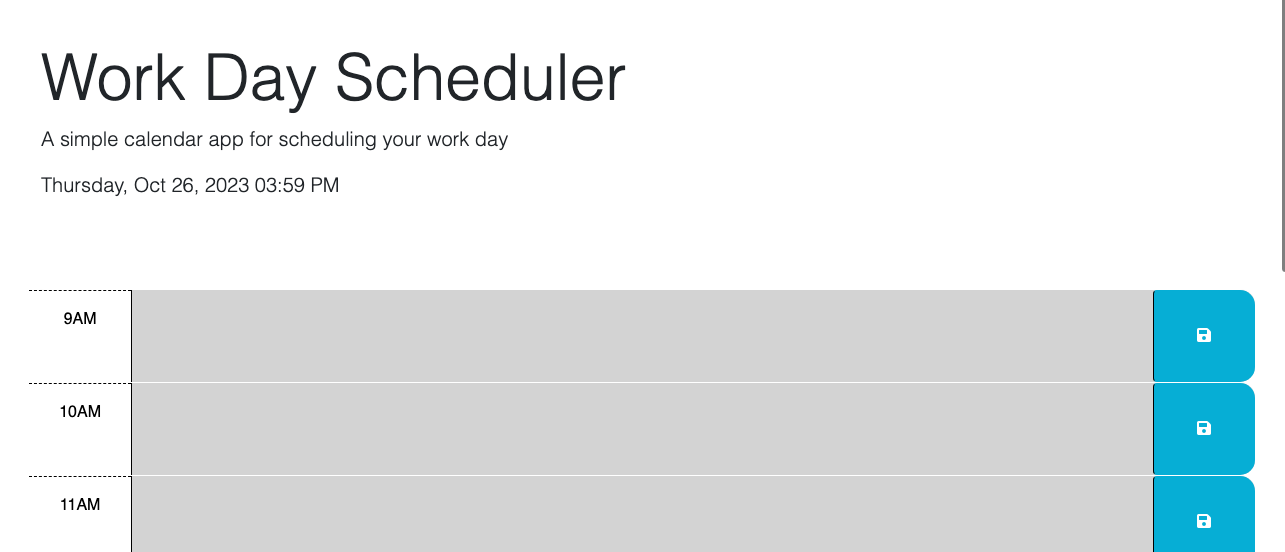 Work Day Scheduler
A simple calendar app for scheduling your work day
Thursday, Oct 26, 2023 03:59 PM
9AM
10AM
11AM